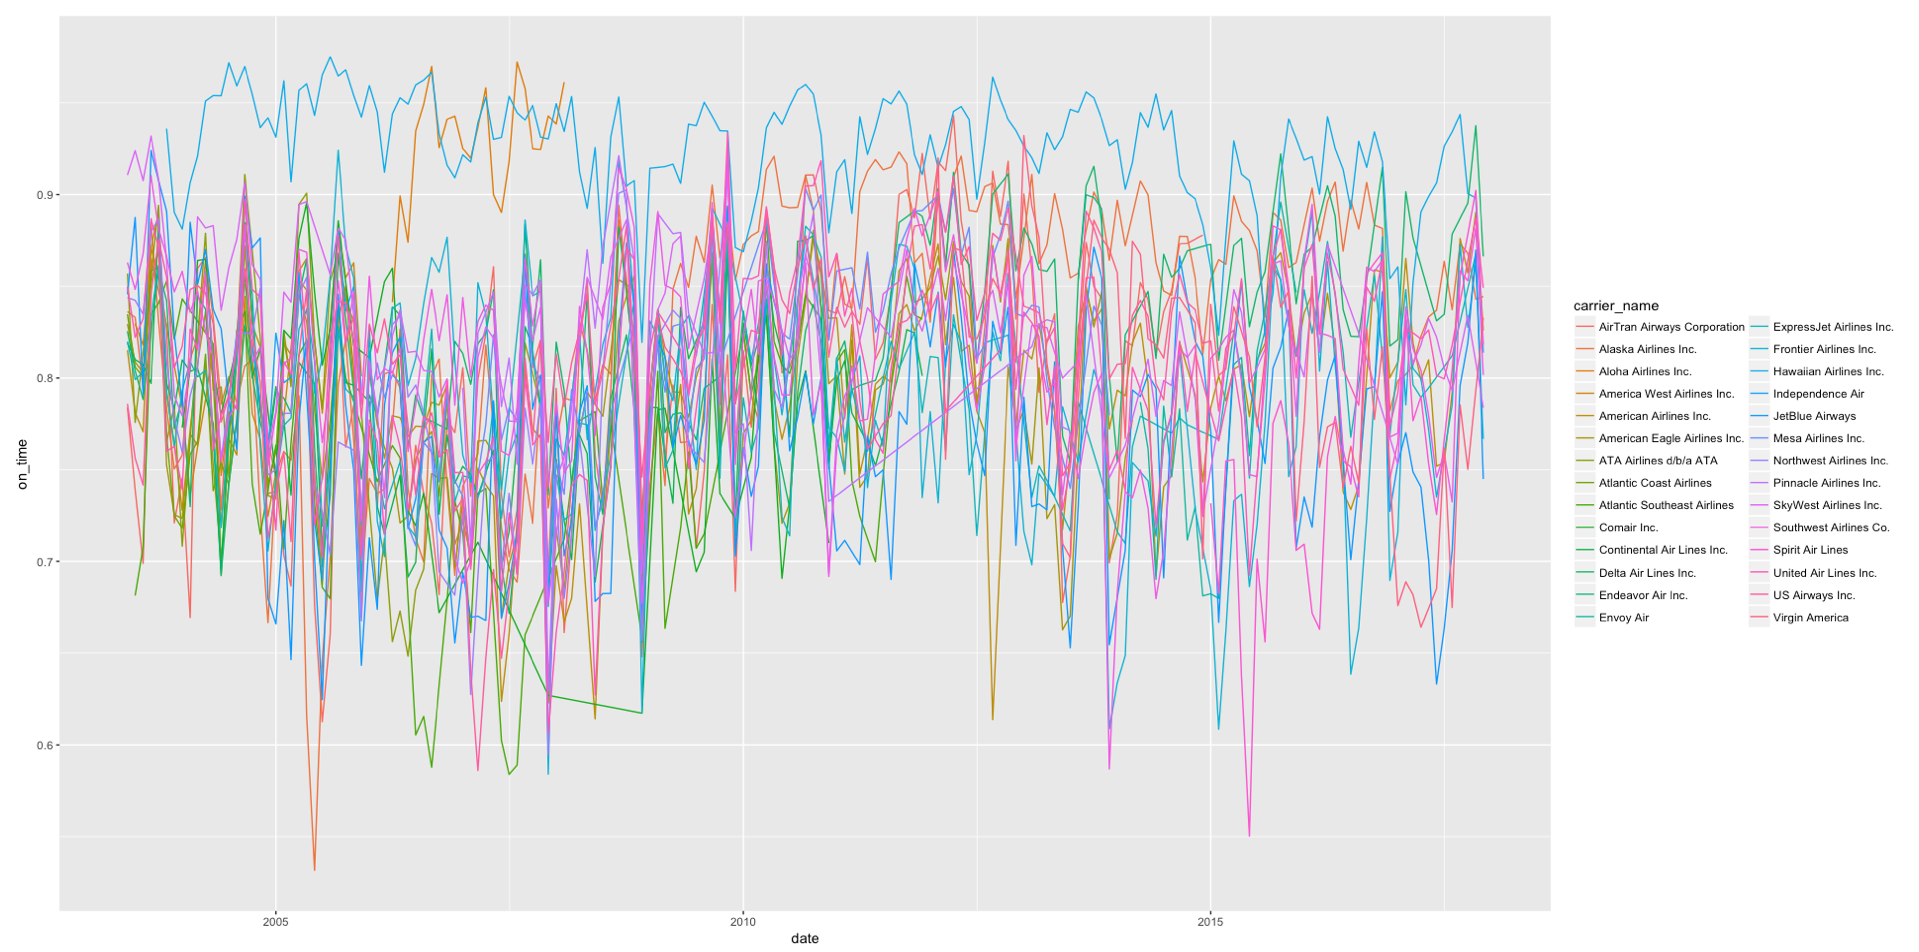 on_time
0.9
0.8
0.7
0.6
2005
2010
2015
date
carrier_name
AirTran Airways Corporation
Alaska Airlines Inc.
Aloha Airlines Inc.
America West Airlines Inc.
American Airlines Inc.
American Eagle Airlines Inc.
ATA Airlines d/b/a ATA
Atlantic Coast Airlines
Atlantic Southeast Airlines
Comair Inc.
Continental Air Lines Inc.
Delta Air Lines Inc.
Endeavor Air Inc.
Envoy Air
ExpressJet Airlines Inc.
Frontier Airlines Inc.
Hawaiian Airlines Inc.
Independence Air
JetBlue Airways
Mesa Airlines Inc.
Northwest Airlines Inc.
Pinnacle Airlines Inc.
SkyWest Airlines Inc.
Southwest Airlines Co.
Spirit Air Lines
United Air Lines Inc.
US Airways Inc.
Virgin America